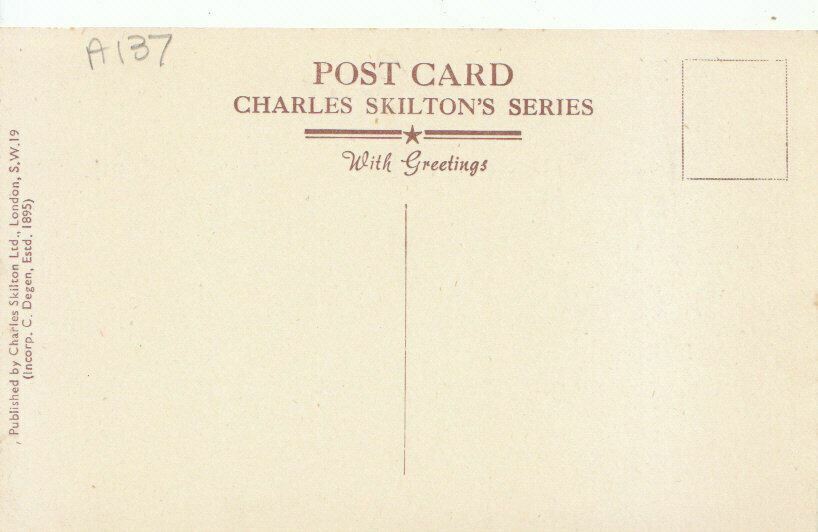 A137
POST CARD
CHARLES SKILTON'S SERIES
With Greetings
, Published by Charles Skilton Ltd., London, S.W.19
(Incorp. C. Degen, Estd. 1895)